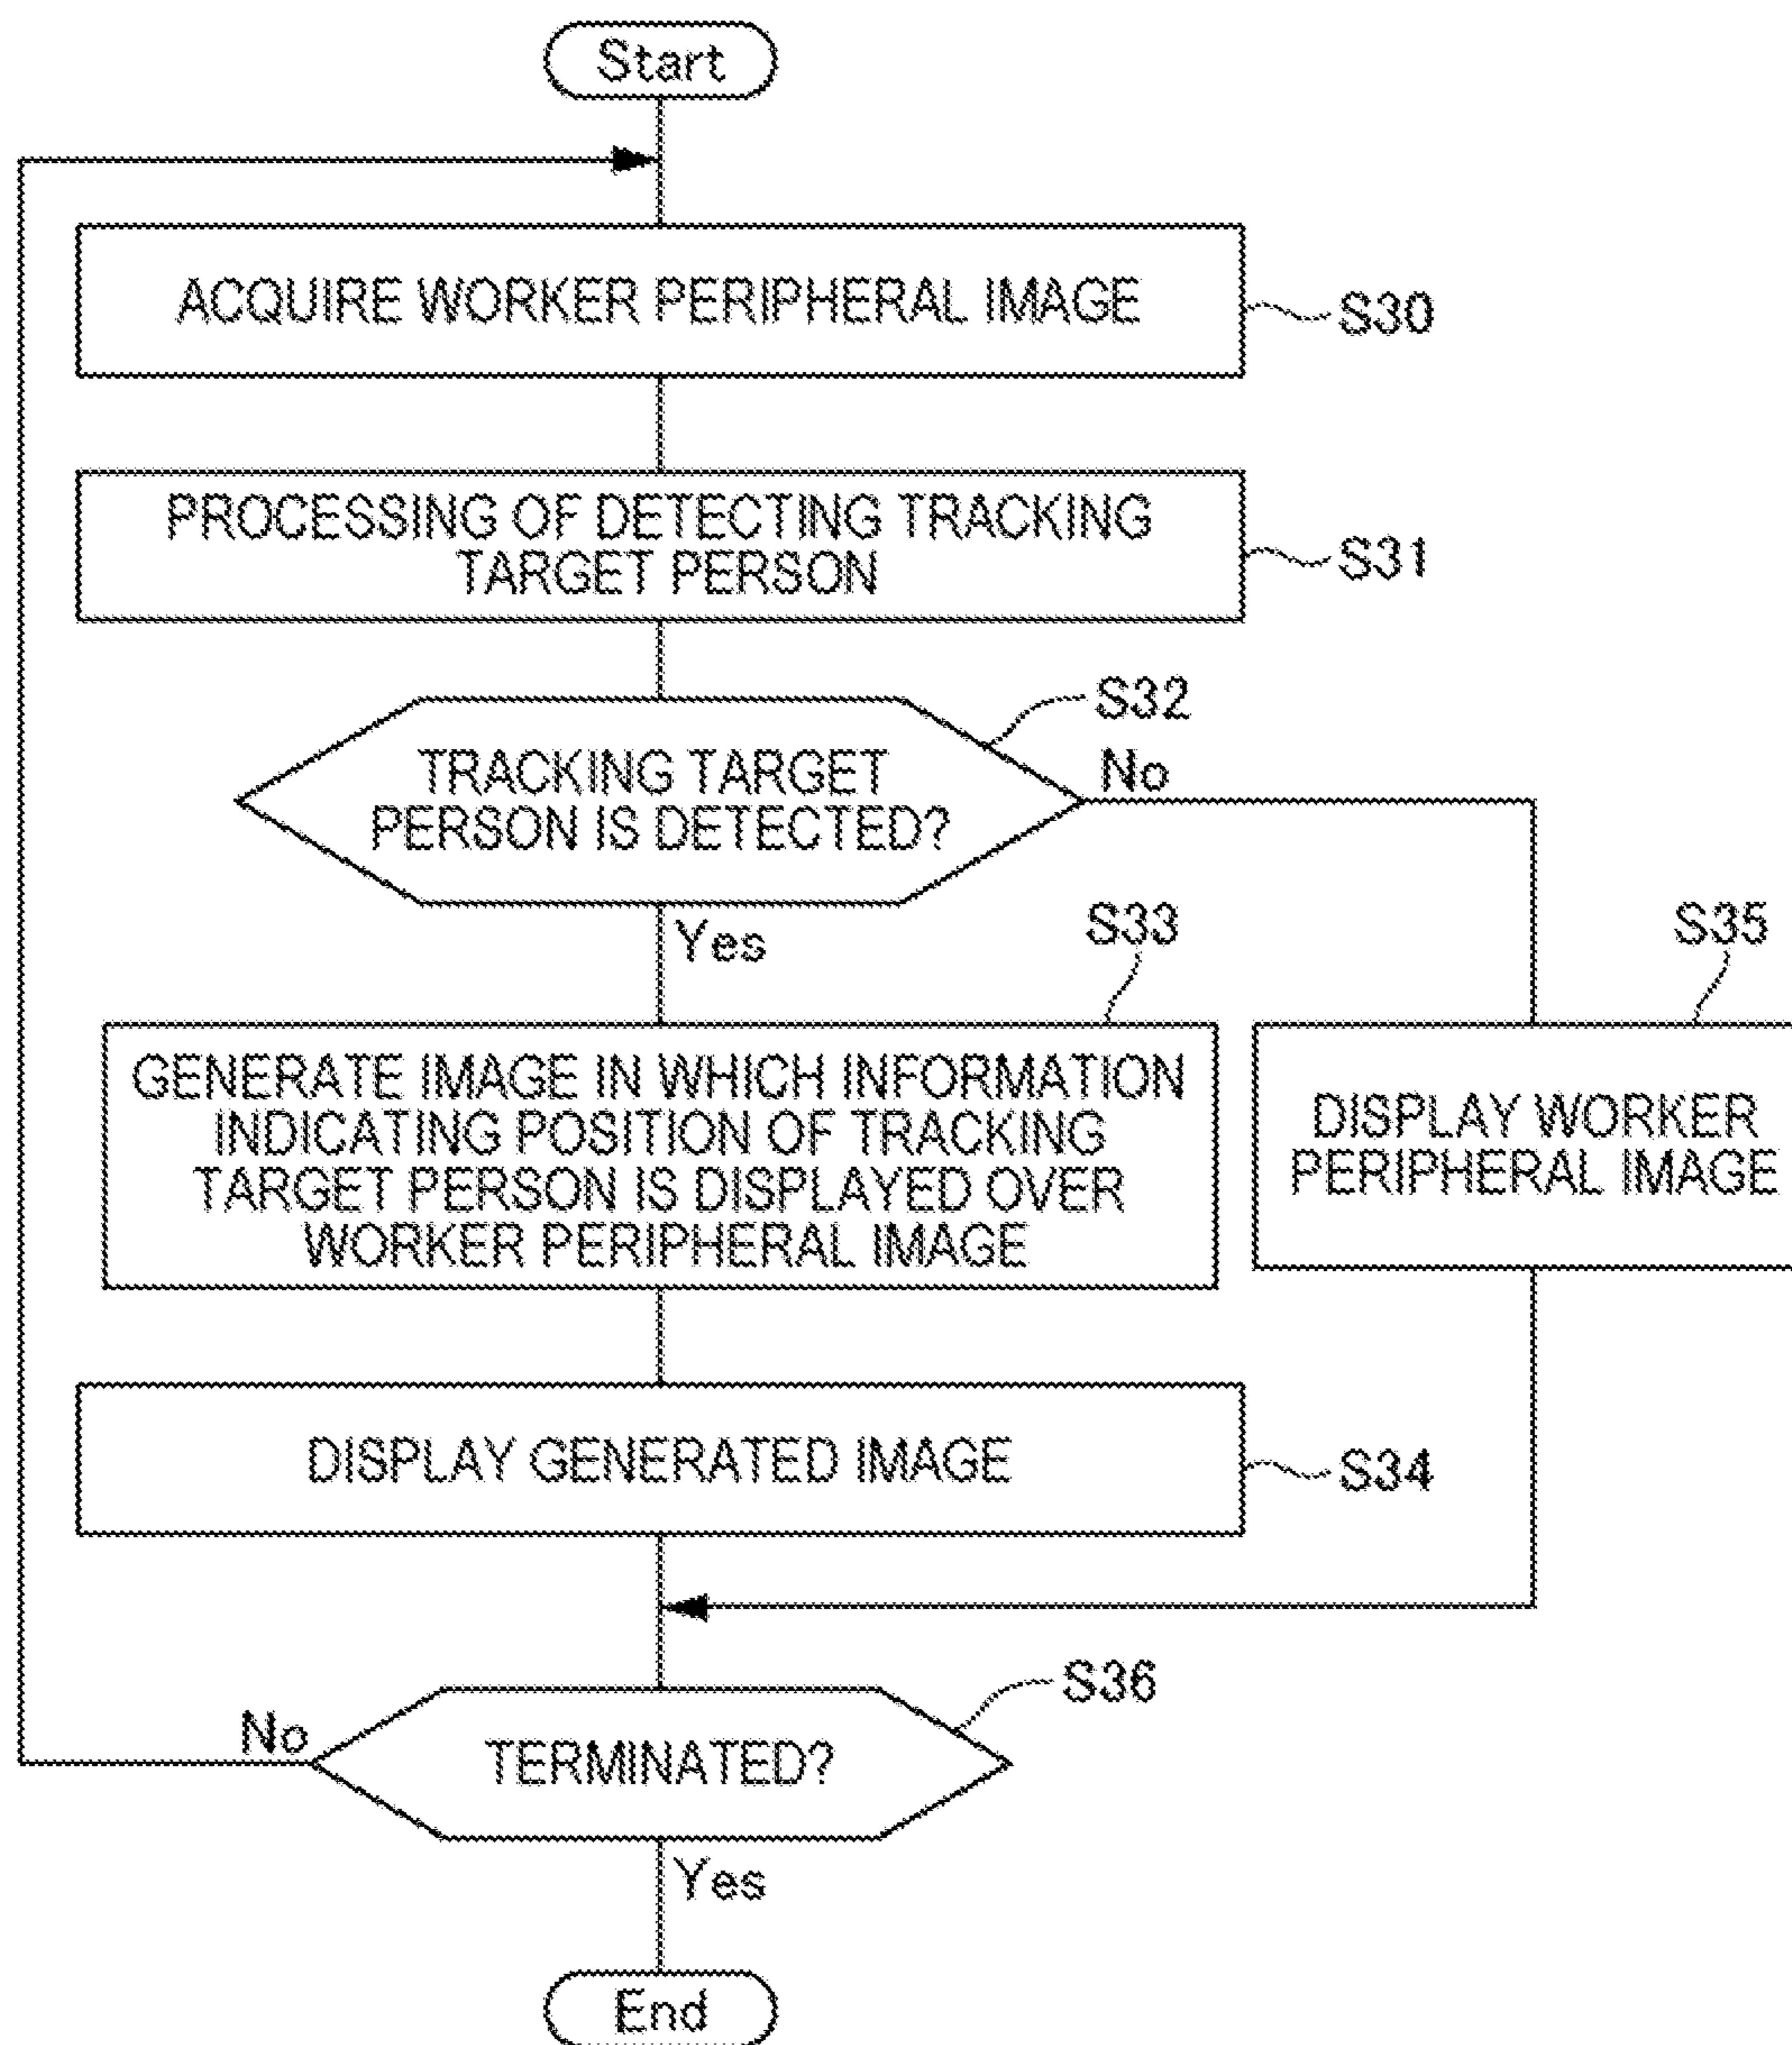 Start
ACQUIRE WORKER PERIPHERAL IMAGE
S30
PROCESSING OF DETECTING TRACKING
TARGET PERSON
S31
S32
TRACKING TARGET
PERSON IS DETECTED?
No
Yes
S33
GENERATE IMAGE IN WHICH INFORMATION
INDICATING POSITION OF TRACKING
TARGET PERSON IS DISPLAYED OVER
WORKER PERIPHERAL IMAGE
S35
DISPLAY WORKER
PERIPHERAL IMAGE
DISPLAY GENERATED IMAGE
S34
S36
No
TERMINATED?
Yes
End